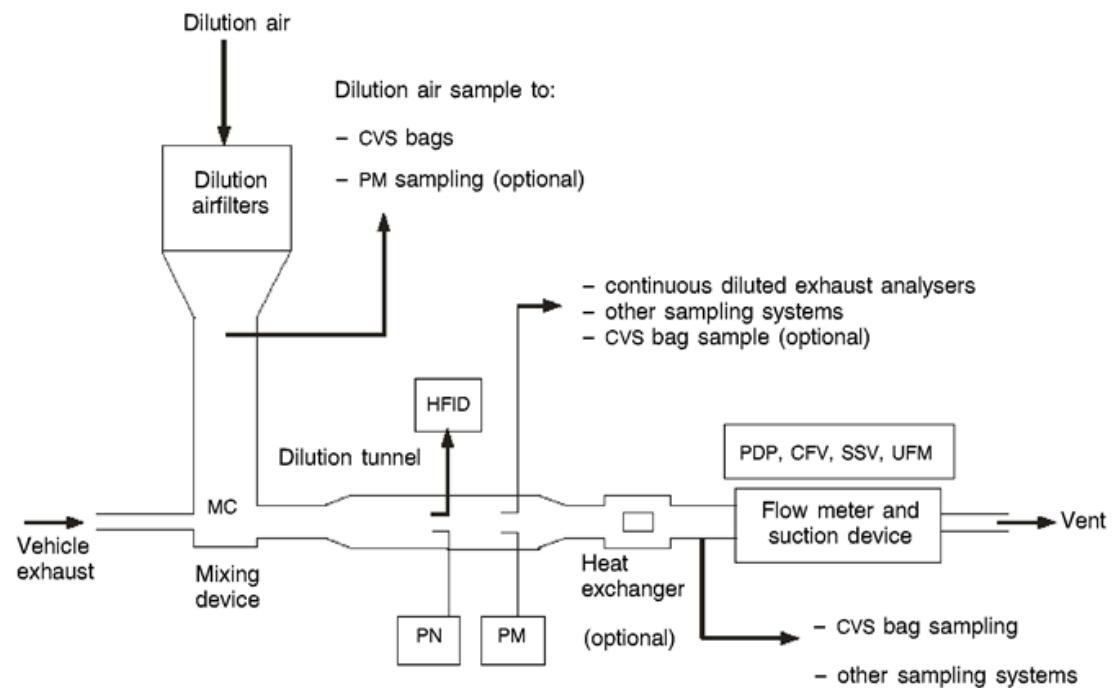 Dilution air
Dilution air sample to:
– CVS bags
– PM sampling (optional)
Dilution
airfilters
– continuous diluted exhaust analysers
– other sampling systems
– CVS bag sample (optional)
HFID
Dilution tunnel
PDP, CFV, SSV, UFM
MC
Flow meter and
suction device
Vent
Vehicle
exhaust
Mixing
device
Heat
exchanger
(optional)
PN
PM
– CVS bag sampling
– other sampling systems